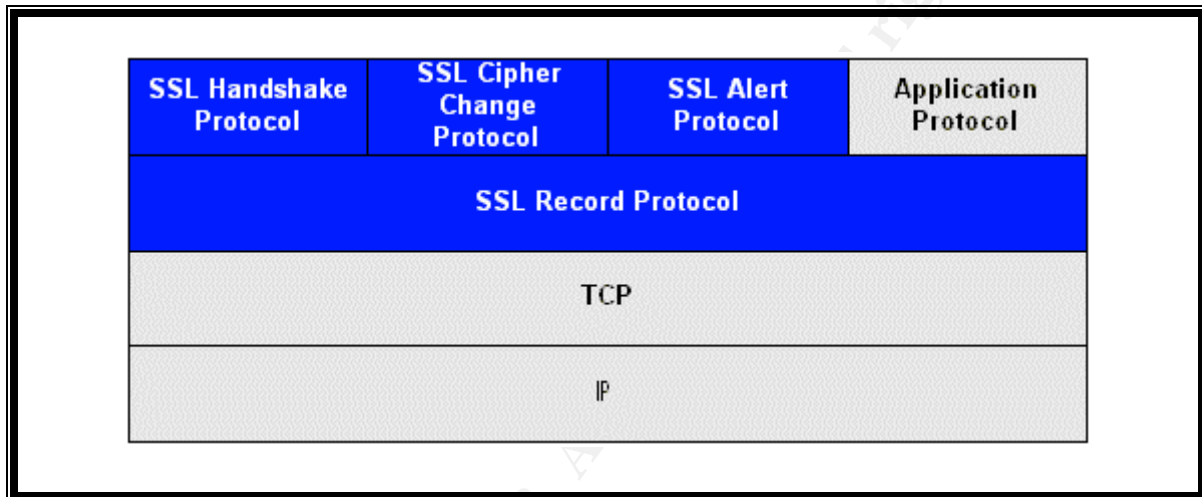 SSL Handshake
Protocol
SSL Cipher
Change
Protocol
SSL Alert
Protocol
Application
Protocol
SSL Record Protocol
TCP
IP